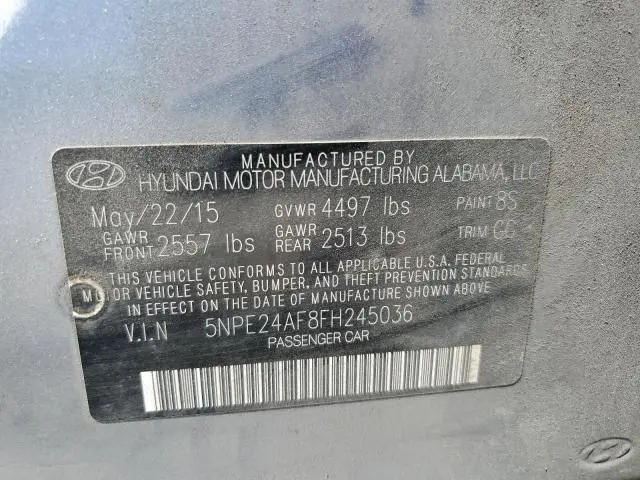 MANUFACTURED BY
HYUNDAI MOTOR MANUFACTURING ALABAMA, LLC
May/22/15 GVWR 4497 lbs PAINT 8S
GAWR FRONT 2557 lbs GAWR REAR 2513 lbs TRIM GG
THIS VEHICLE CONFORMS TO ALL APPLICABLE U.S.A. FEDERAL
MOTOR VEHICLE SAFETY, BUMPER, AND THEFT PREVENTION STANDARDS
IN EFFECT ON THE DATE OF MANUFACTURE SHOWN ABOVE
V.I.N 5NPE24AF8FH245036
PASSENGER CAR